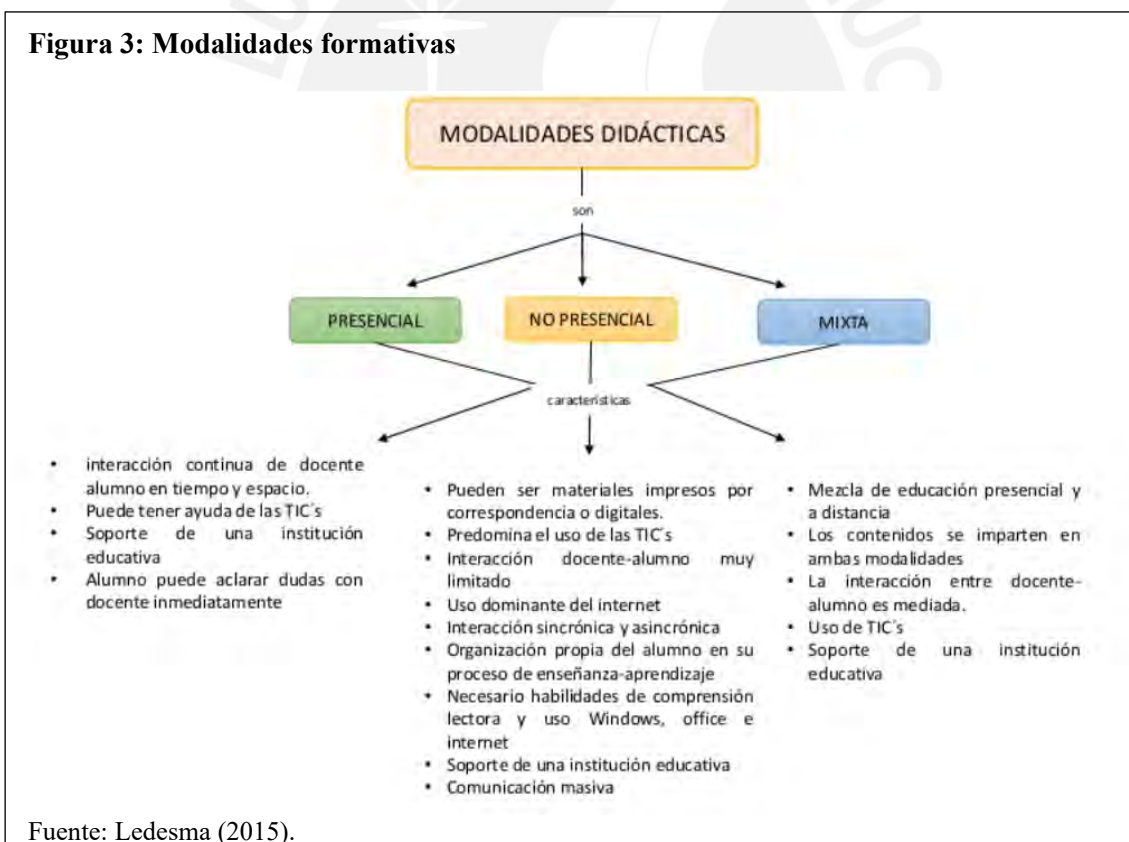 Figura 3: Modalidades formativas
MODALIDADES DIDÁCTICAS
son
PRESENCIAL
NO PRESENCIAL
MIXTA
características
• interacción continua de docente
alumno en tiempo y espacio.
• Puede tener ayuda de las TIC´s
• Soporte de una institución
educativa
• Alumno puede aclarar dudas con
docente inmediatamente
• Pueden ser materiales impresos por
correspondencia o digitales.
• Predomina el uso de las TIC´s
• Interacción docente-alumno muy
limitado
• Uso dominante del internet
• Interacción sincrónica y asincrónica
• Organización propia del alumno en su
proceso de enseñanza-aprendizaje
• Necesario habilidades de comprensión
lectora y uso Windows, office e
internet
• Soporte de una institución educativa
• Comunicación masiva
• Mezcla de educación presencial y
a distancia
• Los contenidos se imparten en
ambas modalidades
• La interacción entre docente-
alumno es mediada.
• Uso de TIC´s
• Soporte de una institución
educativa
Fuente: Ledesma (2015).